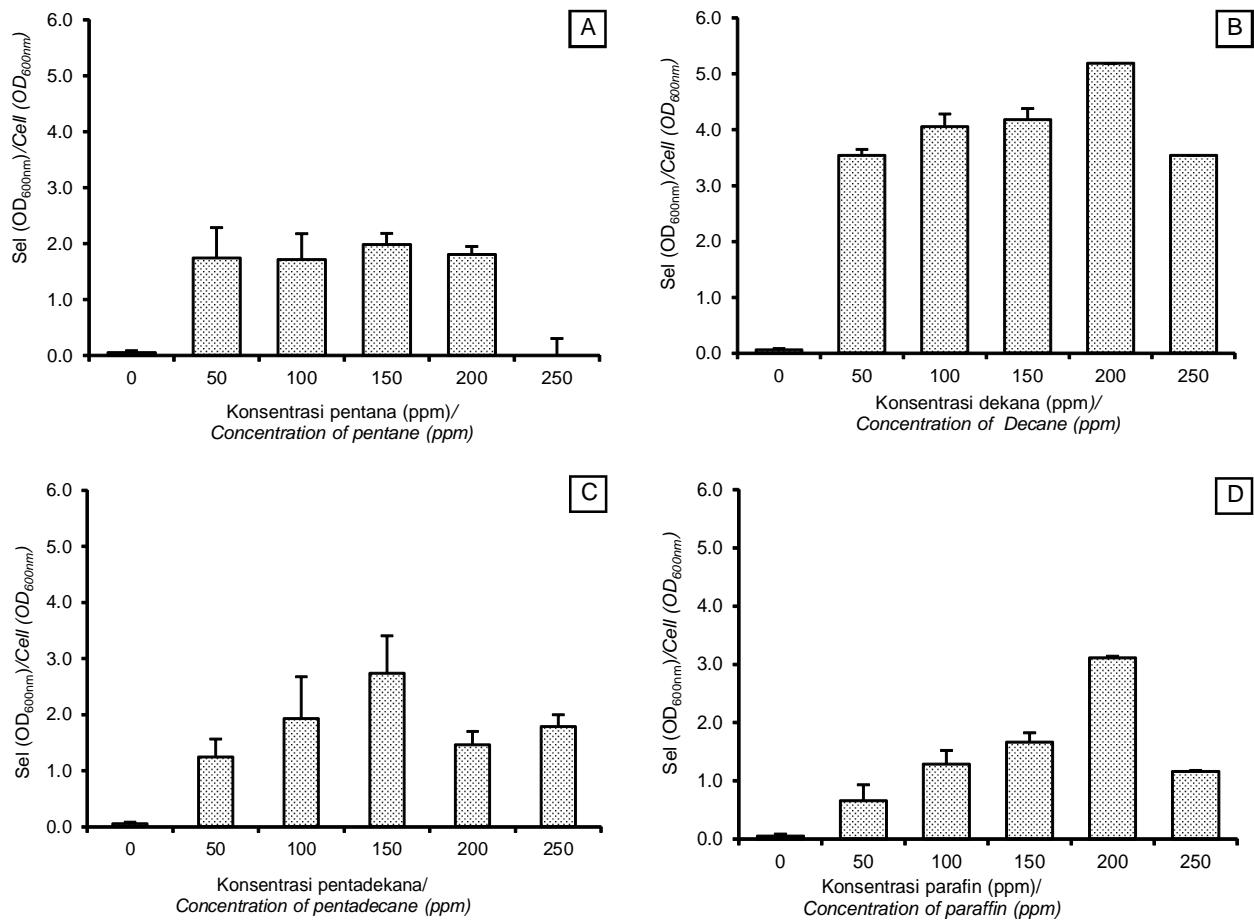 A
Sel (OD600nm)/Cell (OD600nm)
6.0
5.0
4.0
3.0
2.0
1.0
0.0
0 50 100 150 200 250
Konsentrasi pentana (ppm)/
Concentration of pentane (ppm)
B
Sel (OD600nm)/Cell (OD600nm)
6.0
5.0
4.0
3.0
2.0
1.0
0.0
0 50 100 150 200 250
Konsentrasi dekana (ppm)/
Concentration of Decane (ppm)
C
Sel (OD600nm)/Cell (OD600nm)
6.0
5.0
4.0
3.0
2.0
1.0
0.0
0 50 100 150 200 250
Konsentrasi pentadekana/
Concentration of pentadecane (ppm)
D
Sel (OD600nm)/Cell (OD600nm)
6.0
5.0
4.0
3.0
2.0
1.0
0.0
0 50 100 150 200 250
Konsentrasi parafin (ppm)/
Concentration of paraffin (ppm)